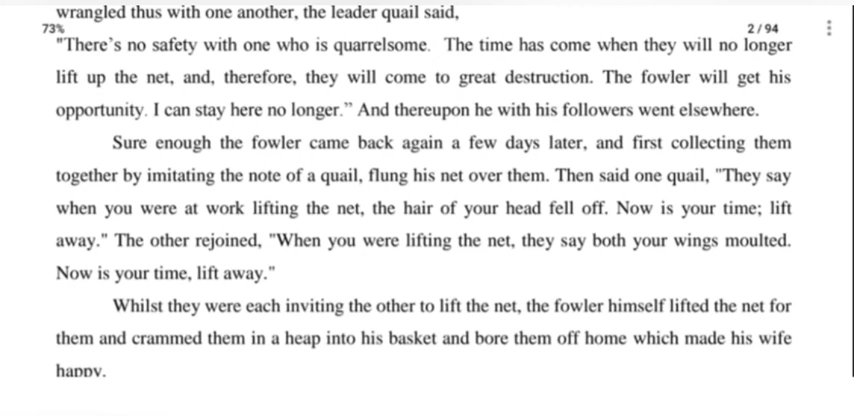 wrangled thus with one another, the leader quail said,
73%
2 / 94
"There's no safety with one who is quarrelsome. The time has come when they will no longer
lift up the net, and, therefore, they will come to great destruction. The fowler will get his
opportunity. I can stay here no longer.” And thereupon he with his followers went elsewhere.
Sure enough the fowler came back again a few days later, and first collecting them
together by imitating the note of a quail, flung his net over them. Then said one quail, "They say
when you were at work lifting the net, the hair of your head fell off. Now is your time; lift
away." The other rejoined, "When you were lifting the net, they say both your wings moulted.
Now is your time, lift away."
Whilst they were each inviting the other to lift the net, the fowler himself lifted the net for
them and crammed them in a heap into his basket and bore them off home which made his wife
happy.